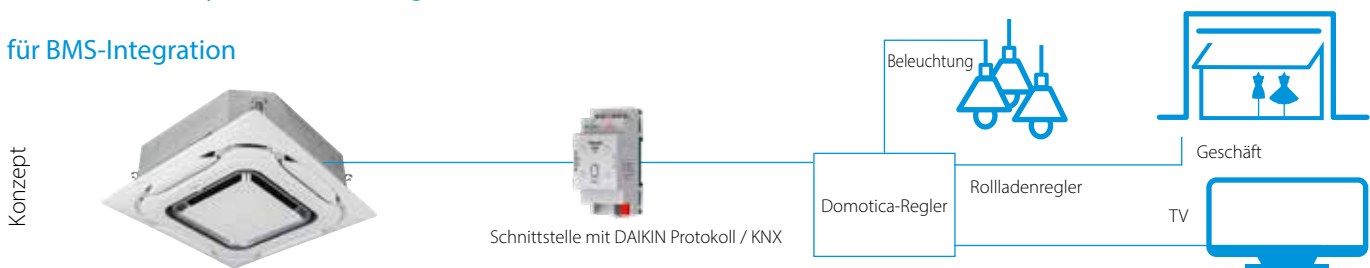 für BMS-Integration
Konzept
Schnittstelle mit DAIKIN Protokoll / KNX
Beleuchtung
Domotica-Regler
Rollladenregler
Geschäft
TV